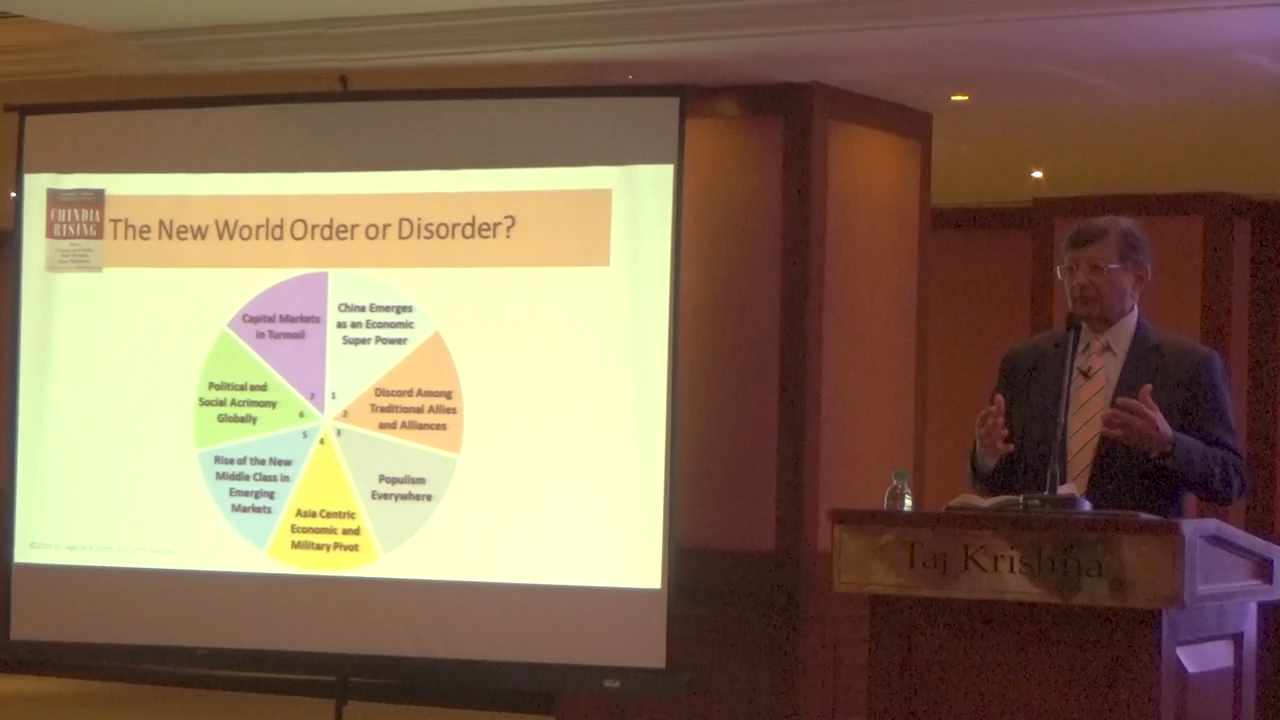 CHINDIA
RISING
The New World Order or Disorder?
Capital Markets
in Turmoil
7
China Emerges
as an Economic
Super Power
1
Discord Among
Traditional Allies
and Alliances
2
Populism
Everywhere
3
Asia Centric
Economic and
Military Pivot
4
Rise of the New
Middle Class in
Emerging
Markets
5
Political and
Social Acrimony
Globally
6
Taj Krishna